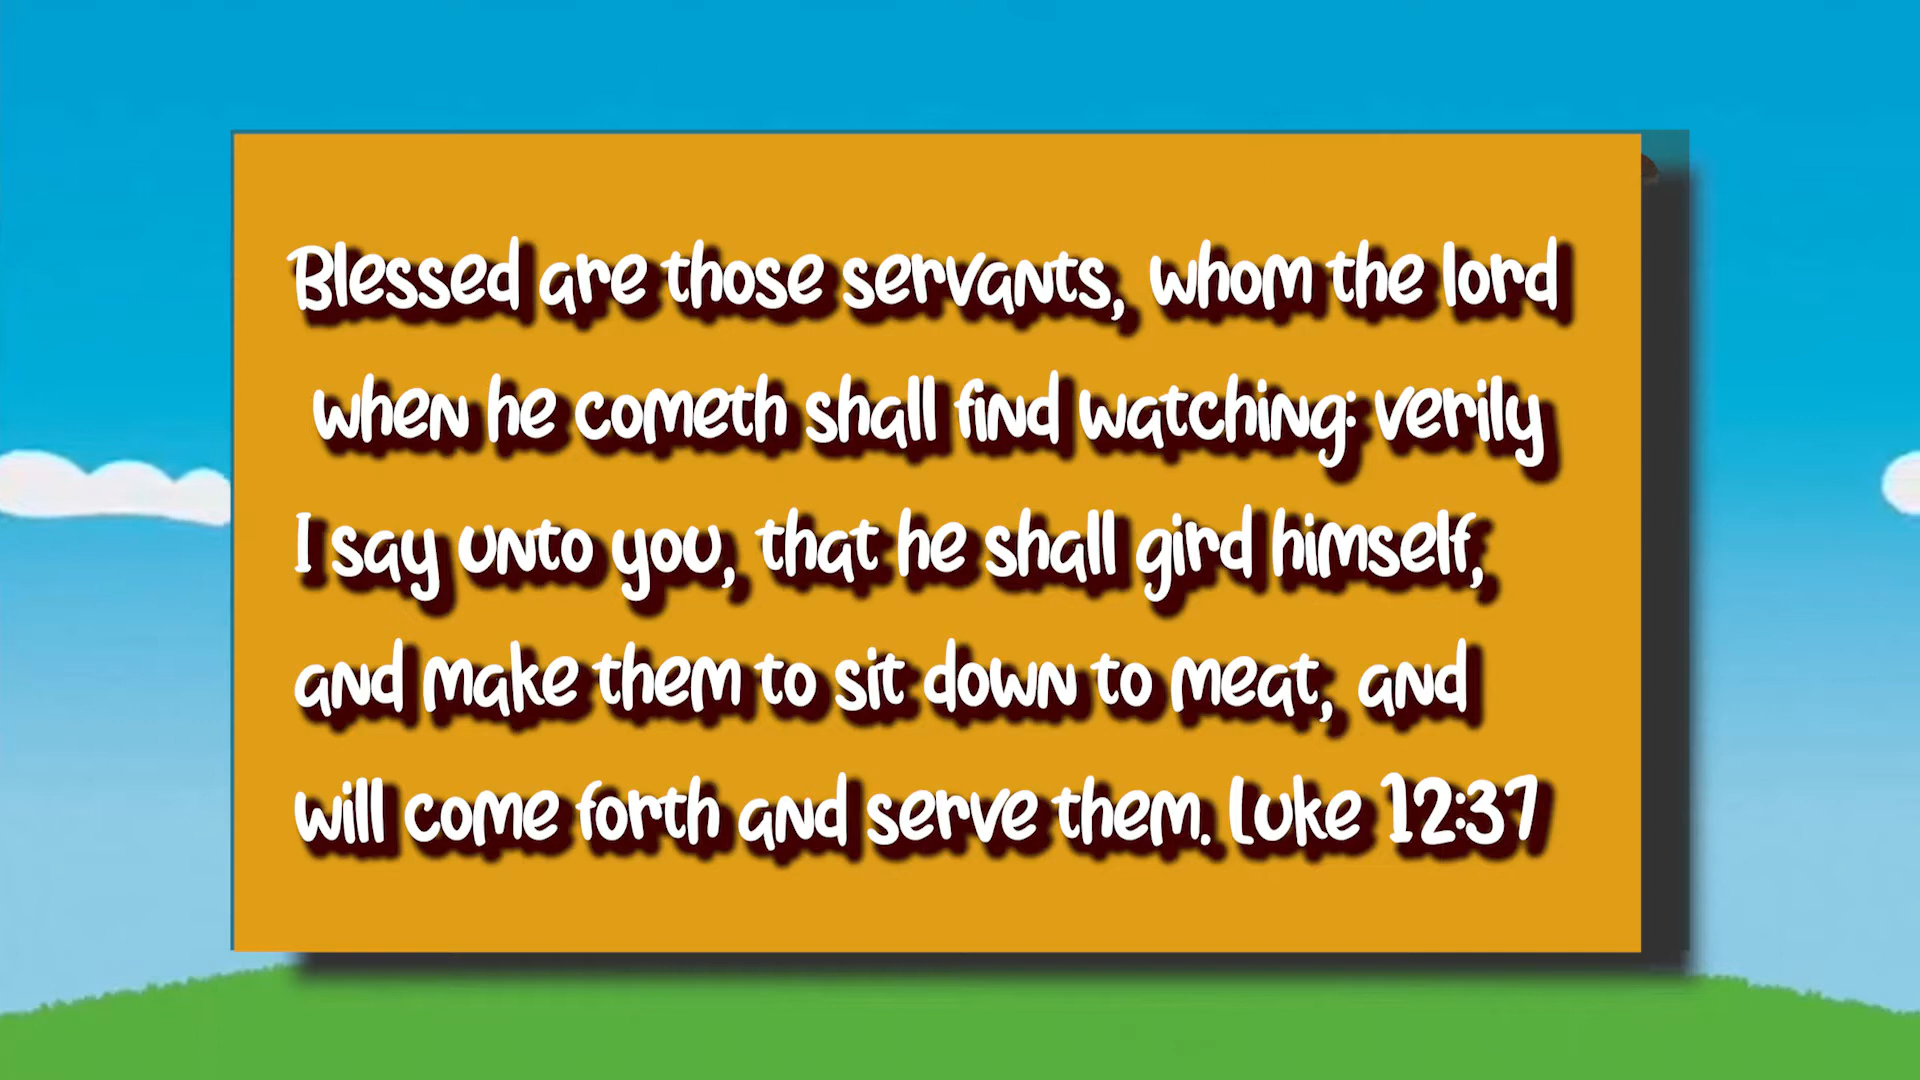 Blessed are those servants, whom the lord
when he cometh shall find watching: verily
I say unto you, that he shall gird himself,
and make them to sit down to meat, and
will come forth and serve them. Luke 12:37